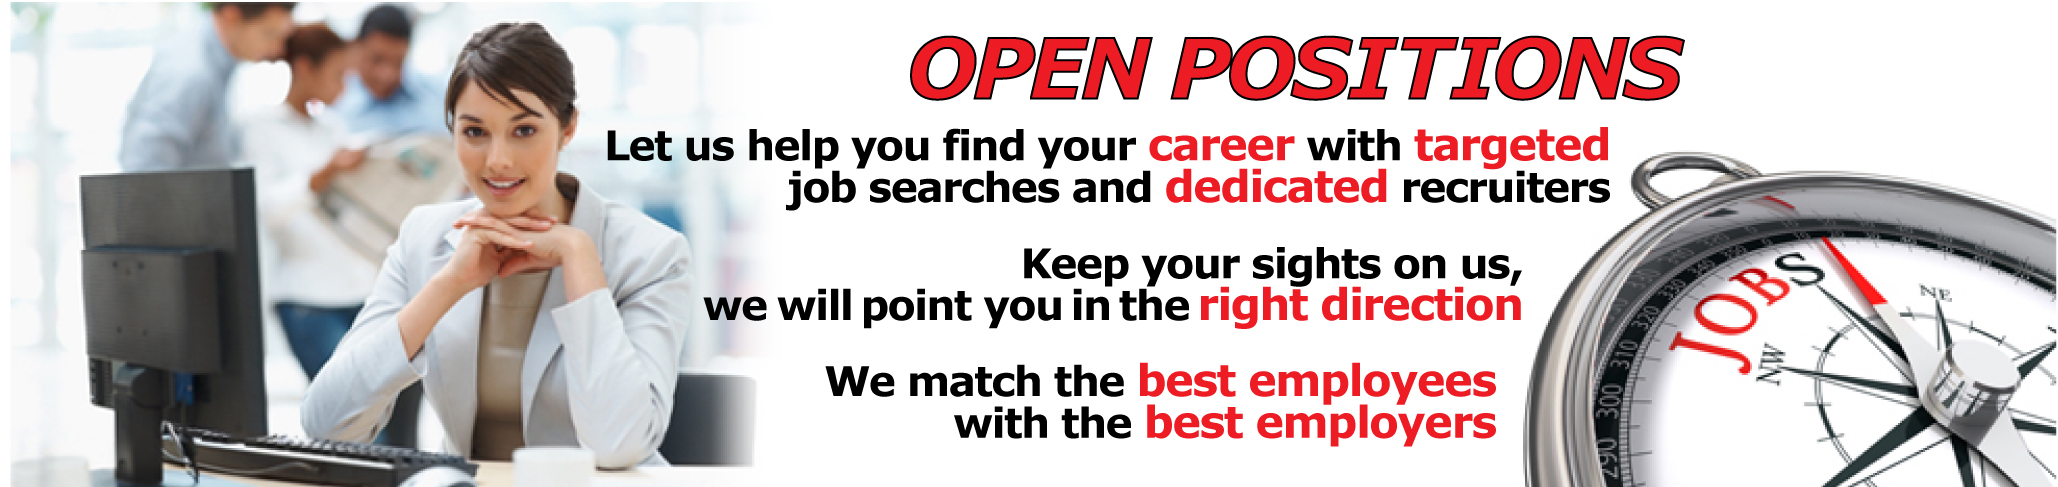 OPEN POSITIONS
Let us help you find your career with targeted
job searches and dedicated recruiters
Keep your sights on us,
we will point you in the right direction
We match the best employees
with the best employers
JOBS
NE
NW
330
320
310
300
290